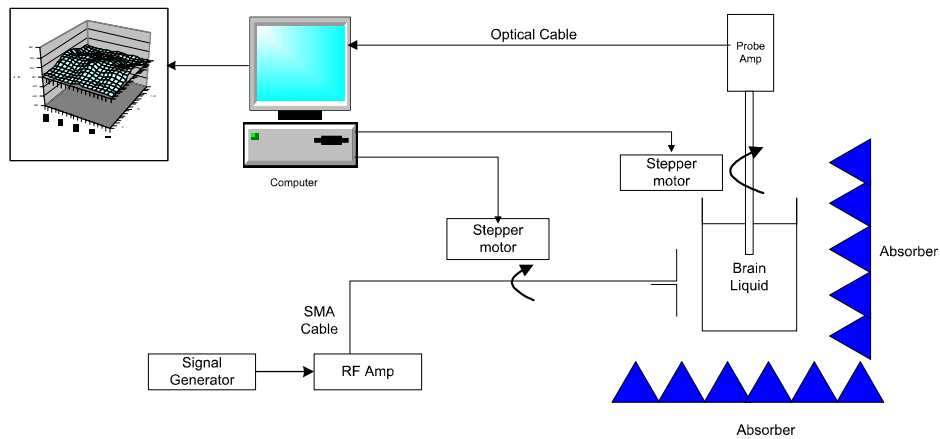 Optical Cable
Probe
Amp
Computer
Stepper
motor
Stepper
motor
Brain
Liquid
Absorber
SMA
Cable
Signal
Generator
RF Amp
Absorber